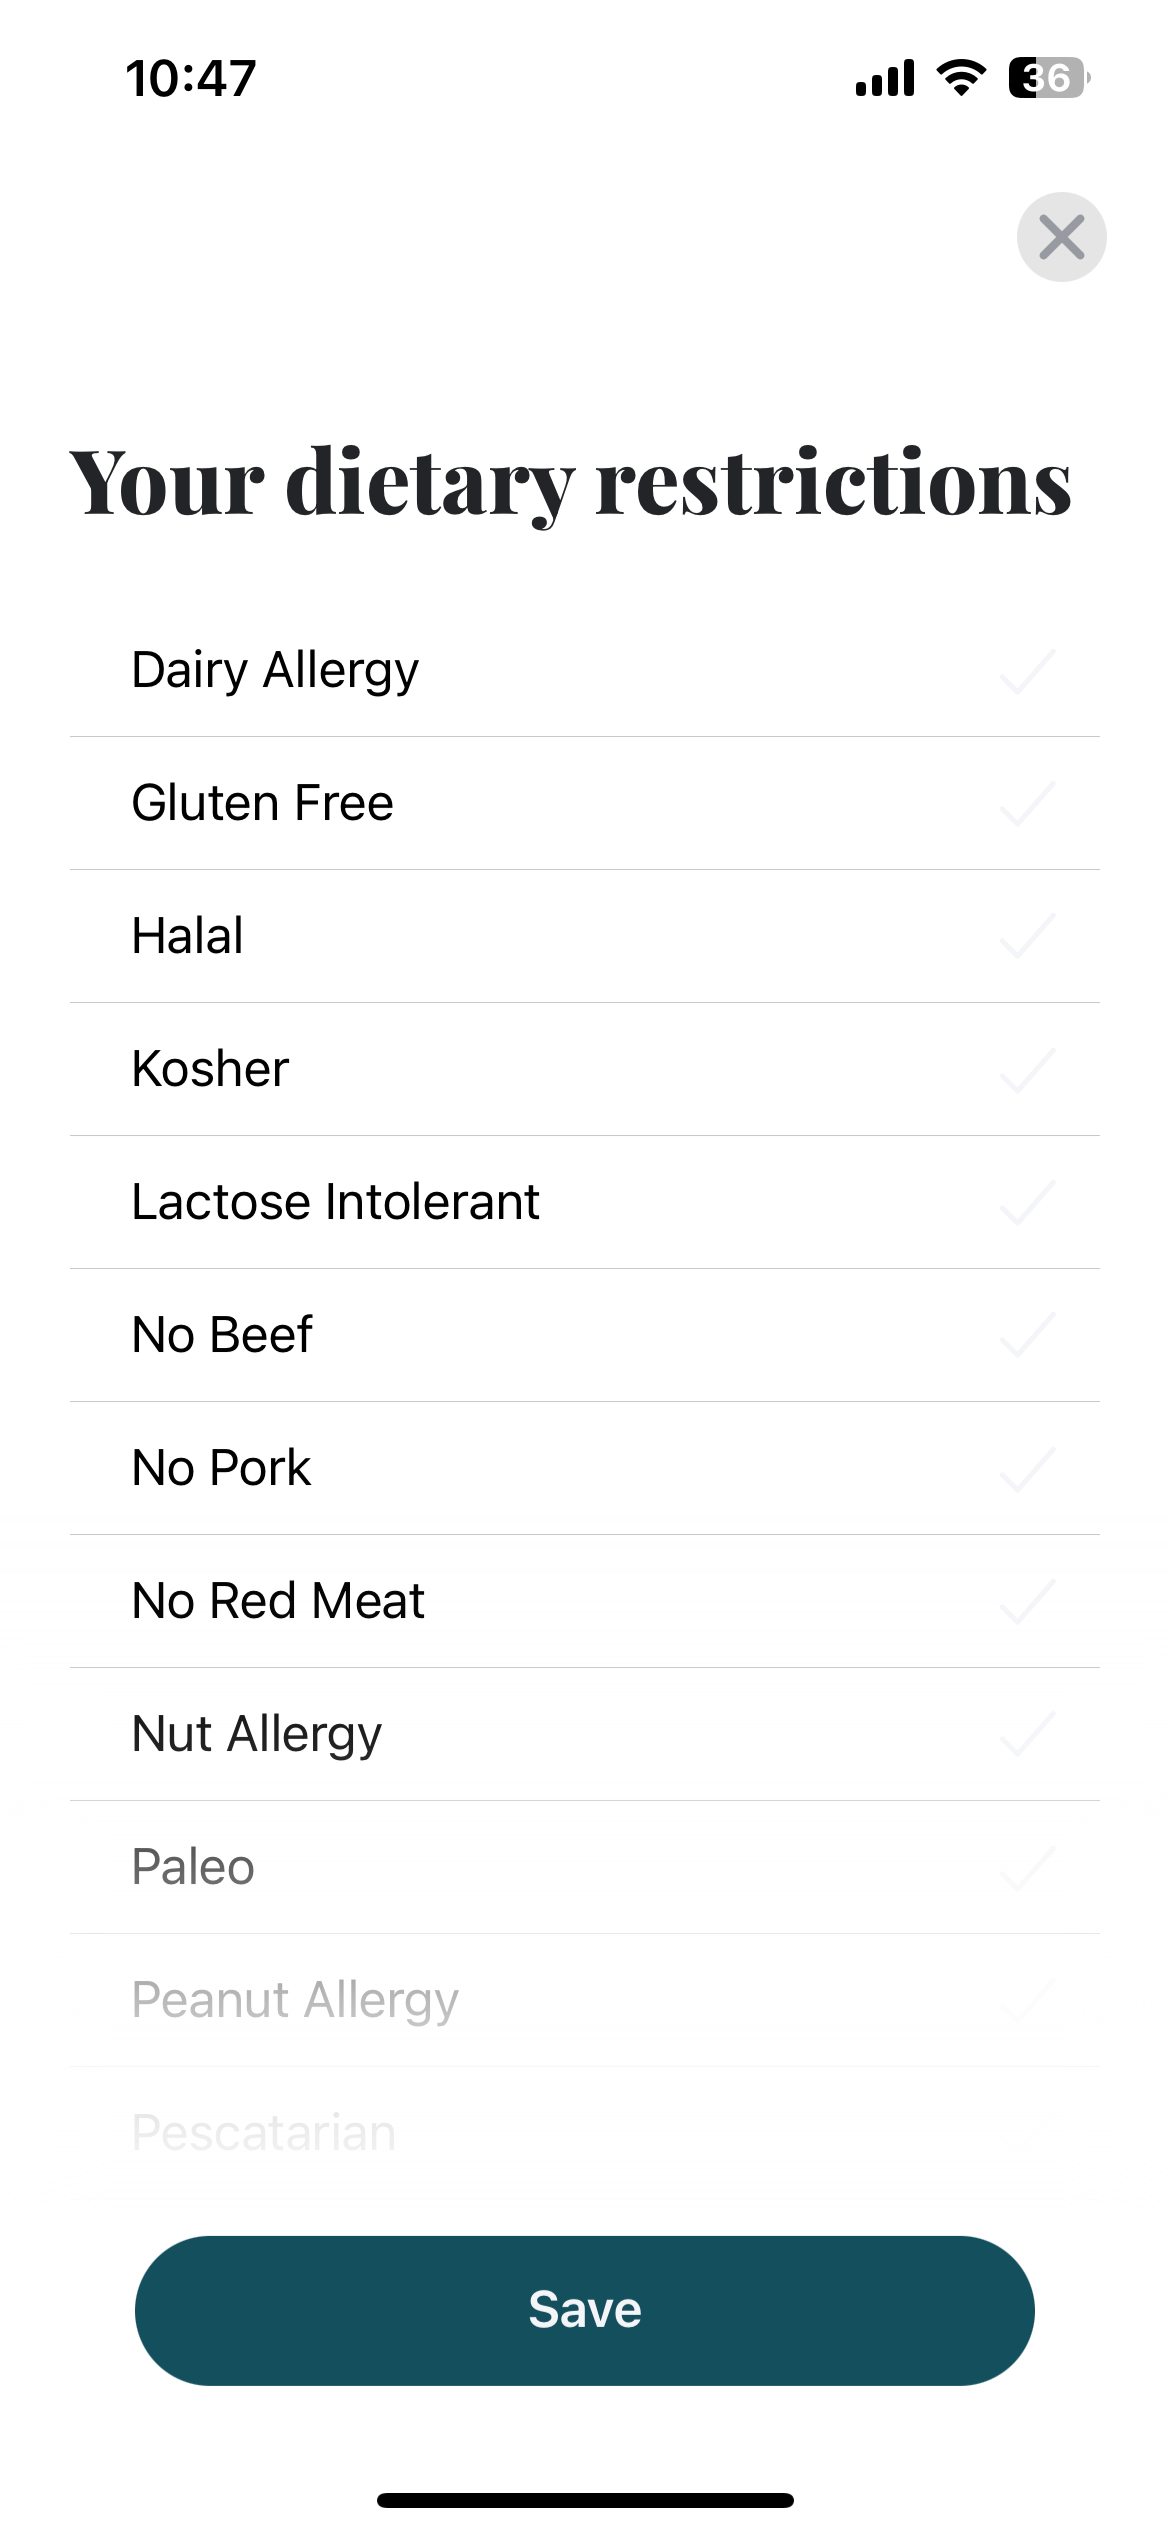 10:47
36
Your dietary restrictions
Dairy Allergy
Gluten Free
Halal
Kosher
Lactose Intolerant
No Beef
No Pork
No Red Meat
Nut Allergy
Paleo
Peanut Allergy
Pescatarian
Save